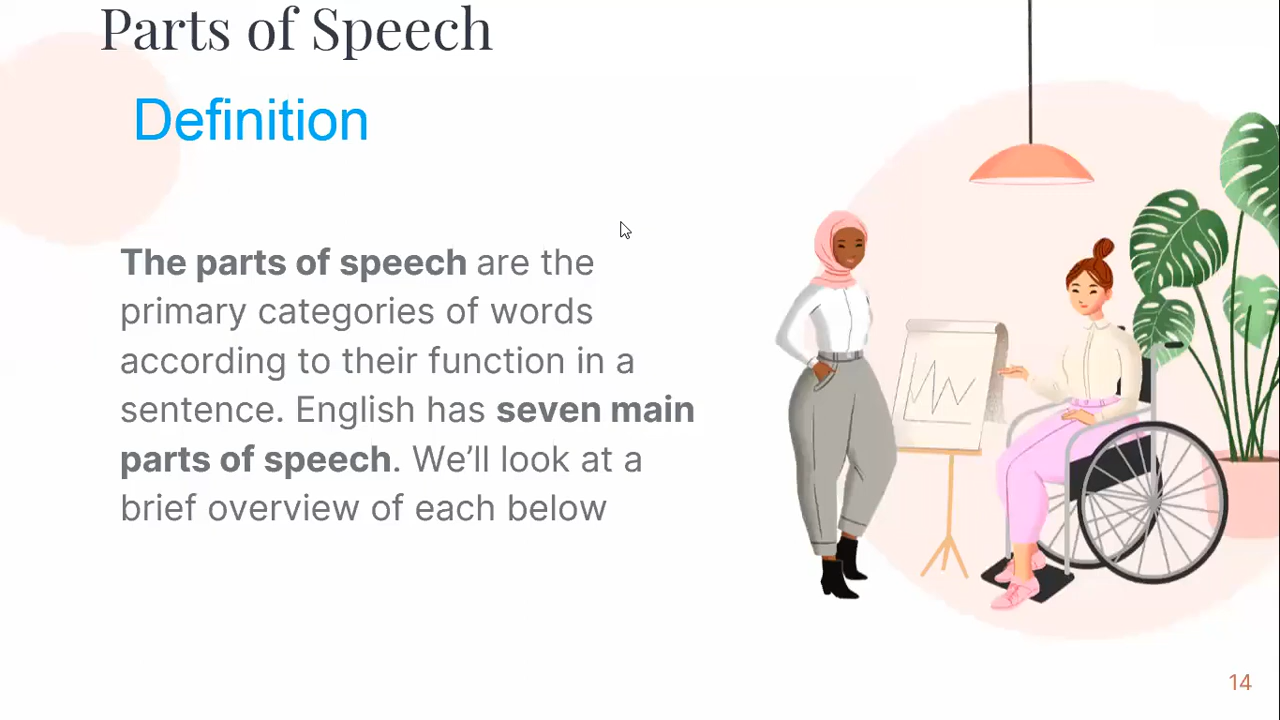 Parts of Speech
Definition
The parts of speech are the
primary categories of words
according to their function in a
sentence. English has seven main
parts of speech. We’ll look at a
brief overview of each below
14